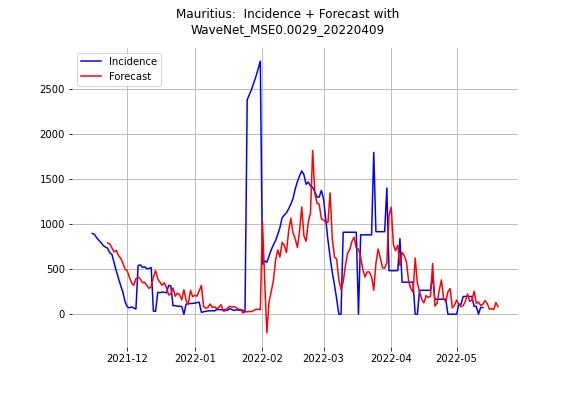 Mauritius:  Incidence + Forecast with
WaveNet_MSE0.0029_20220409
Incidence
Forecast
2500
2000
1500
1000
500
0
2021-12 2022-01 2022-02 2022-03 2022-04 2022-05